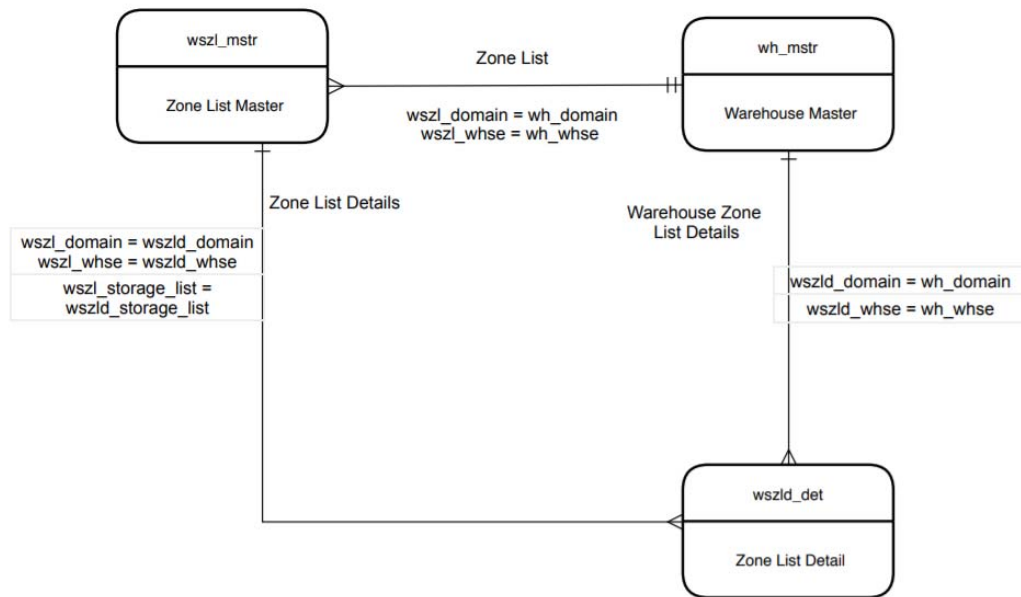 wszl_mstr
Zone List Master
Zone List
wszl_domain = wh_domain
wszl_whse = wh_whse
wh_mstr
Warehouse Master
Zone List Details
wszl_domain = wszld_domain
wszl_whse = wszld_whse
wszl_storage_list =
wszld_storage_list
Warehouse Zone
List Details
wszld_domain = wh_domain
wszld_whse = wh_whse
wszld_det
Zone List Detail